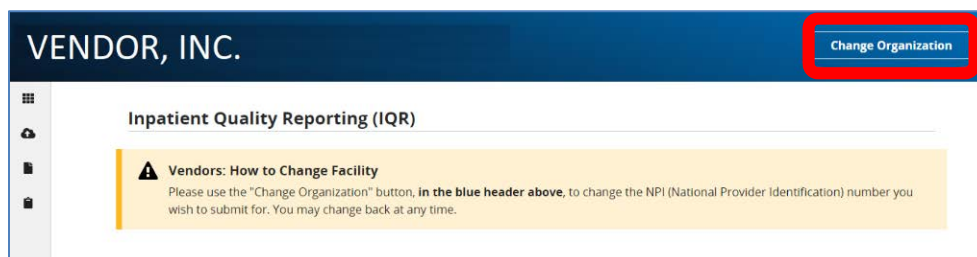 VENDOR, INC.
Change Organization
Inpatient Quality Reporting (IQR)
Vendors: How to Change Facility
Please use the "Change Organization" button, in the blue header above, to change the NPI (National Provider Identification) number you
wish to submit for. You may change back at any time.